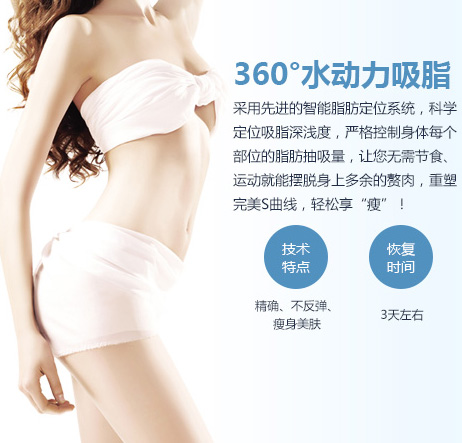 360°水动力吸脂
采用先进的智能脂肪定位系统，科学
定位吸脂深浅度，严格控制身体每个
部位的脂肪抽吸量，让您无需节食、
运动就能摆脱身上多余的赘肉，重塑
完美S曲线，轻松享“瘦”！
技术
特点
恢复
时间
精确、不反弹、
瘦身美肤
3天左右